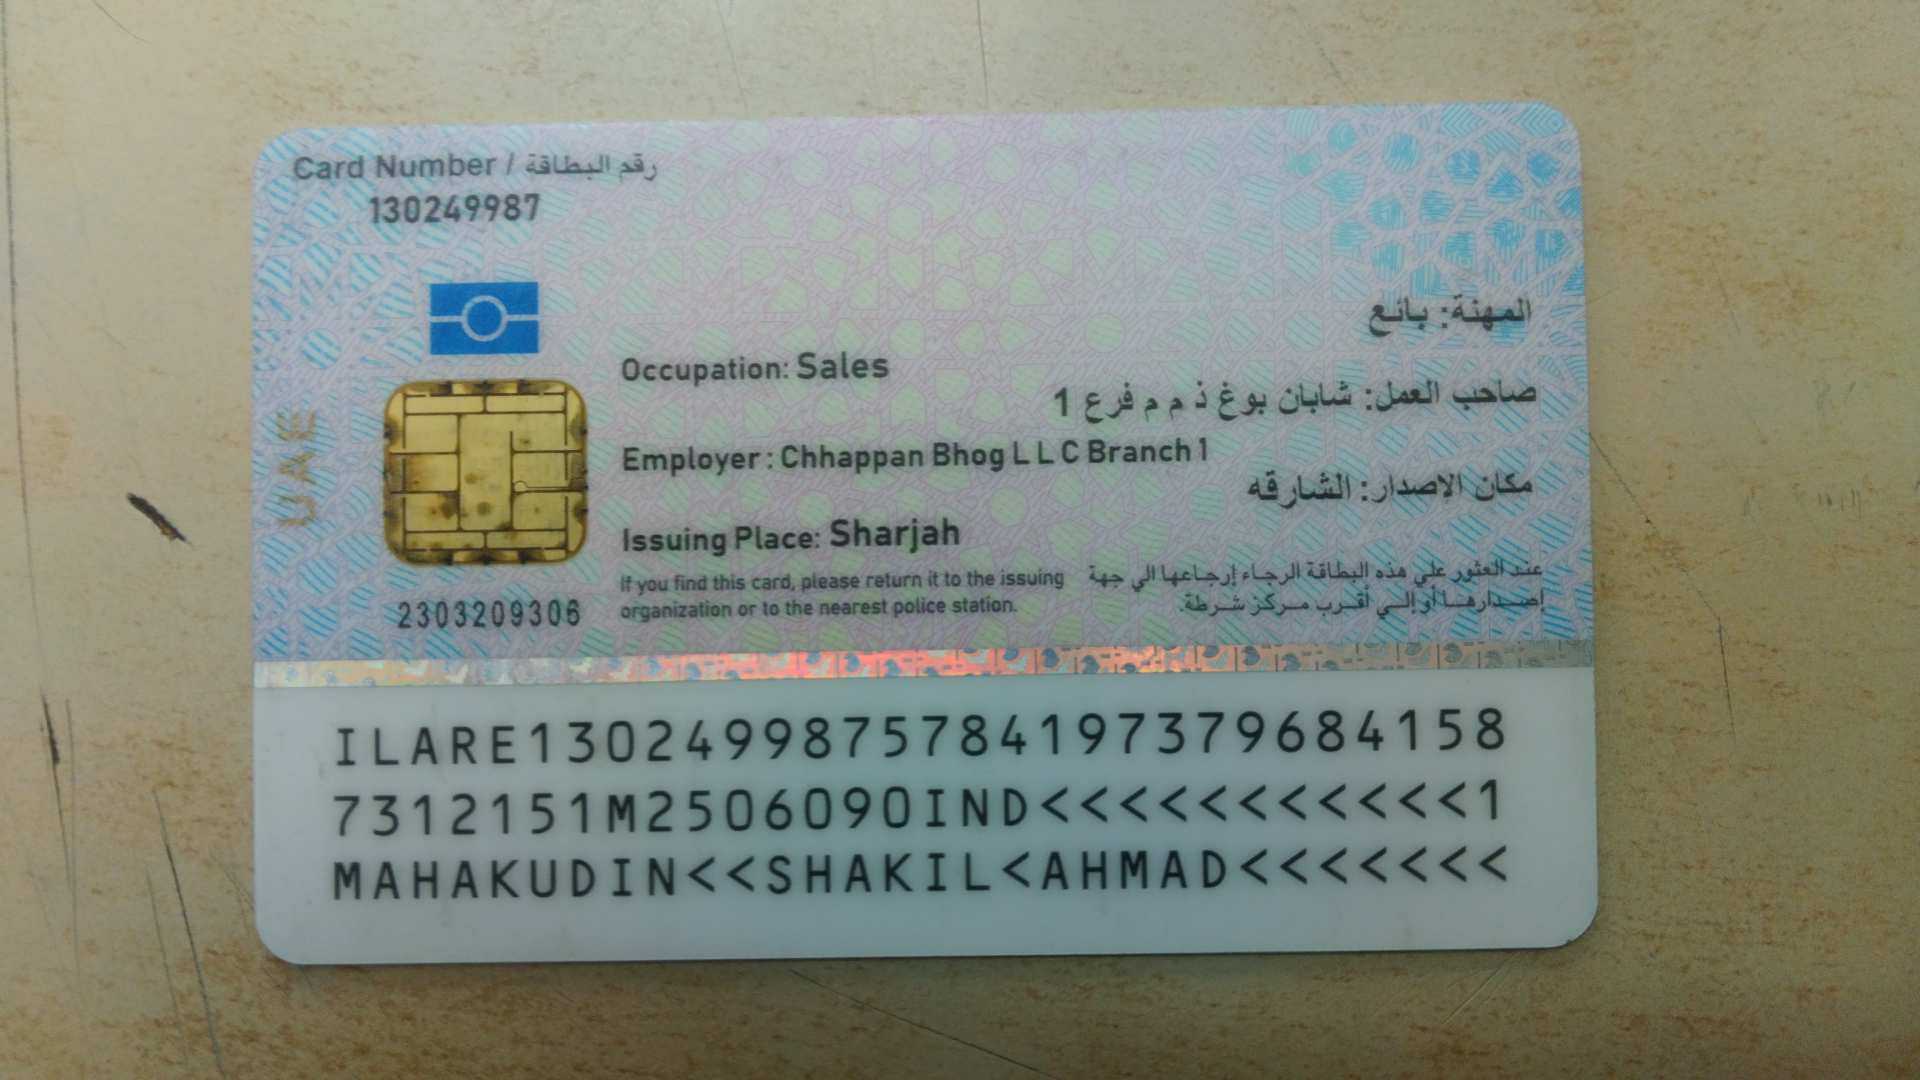 Card Number / رقم البطاقة
130249987
المهنة: بائع
Occupation: Sales
صاحب العمل: شابان بوغ ذ م م فرع 1
Employer : Chhappan Bhog L L C Branch 1
مكان الاصدار: الشارقه
Issuing Place: Sharjah
UAE
عند العثور علي هذه البطاقة الرجاء إرجاعها الي جهة
إصدارها أو إلي أقرب مركز شرطة.
If you find this card, please return it to the issuing
organization or to the nearest police station.
2303209306
ILARE1302499875784197379684158
7312151M2506090IND<<<<<<<<<<<1
MAHAKUDIN<<SHAKIL<AHMAD<<<<<<<